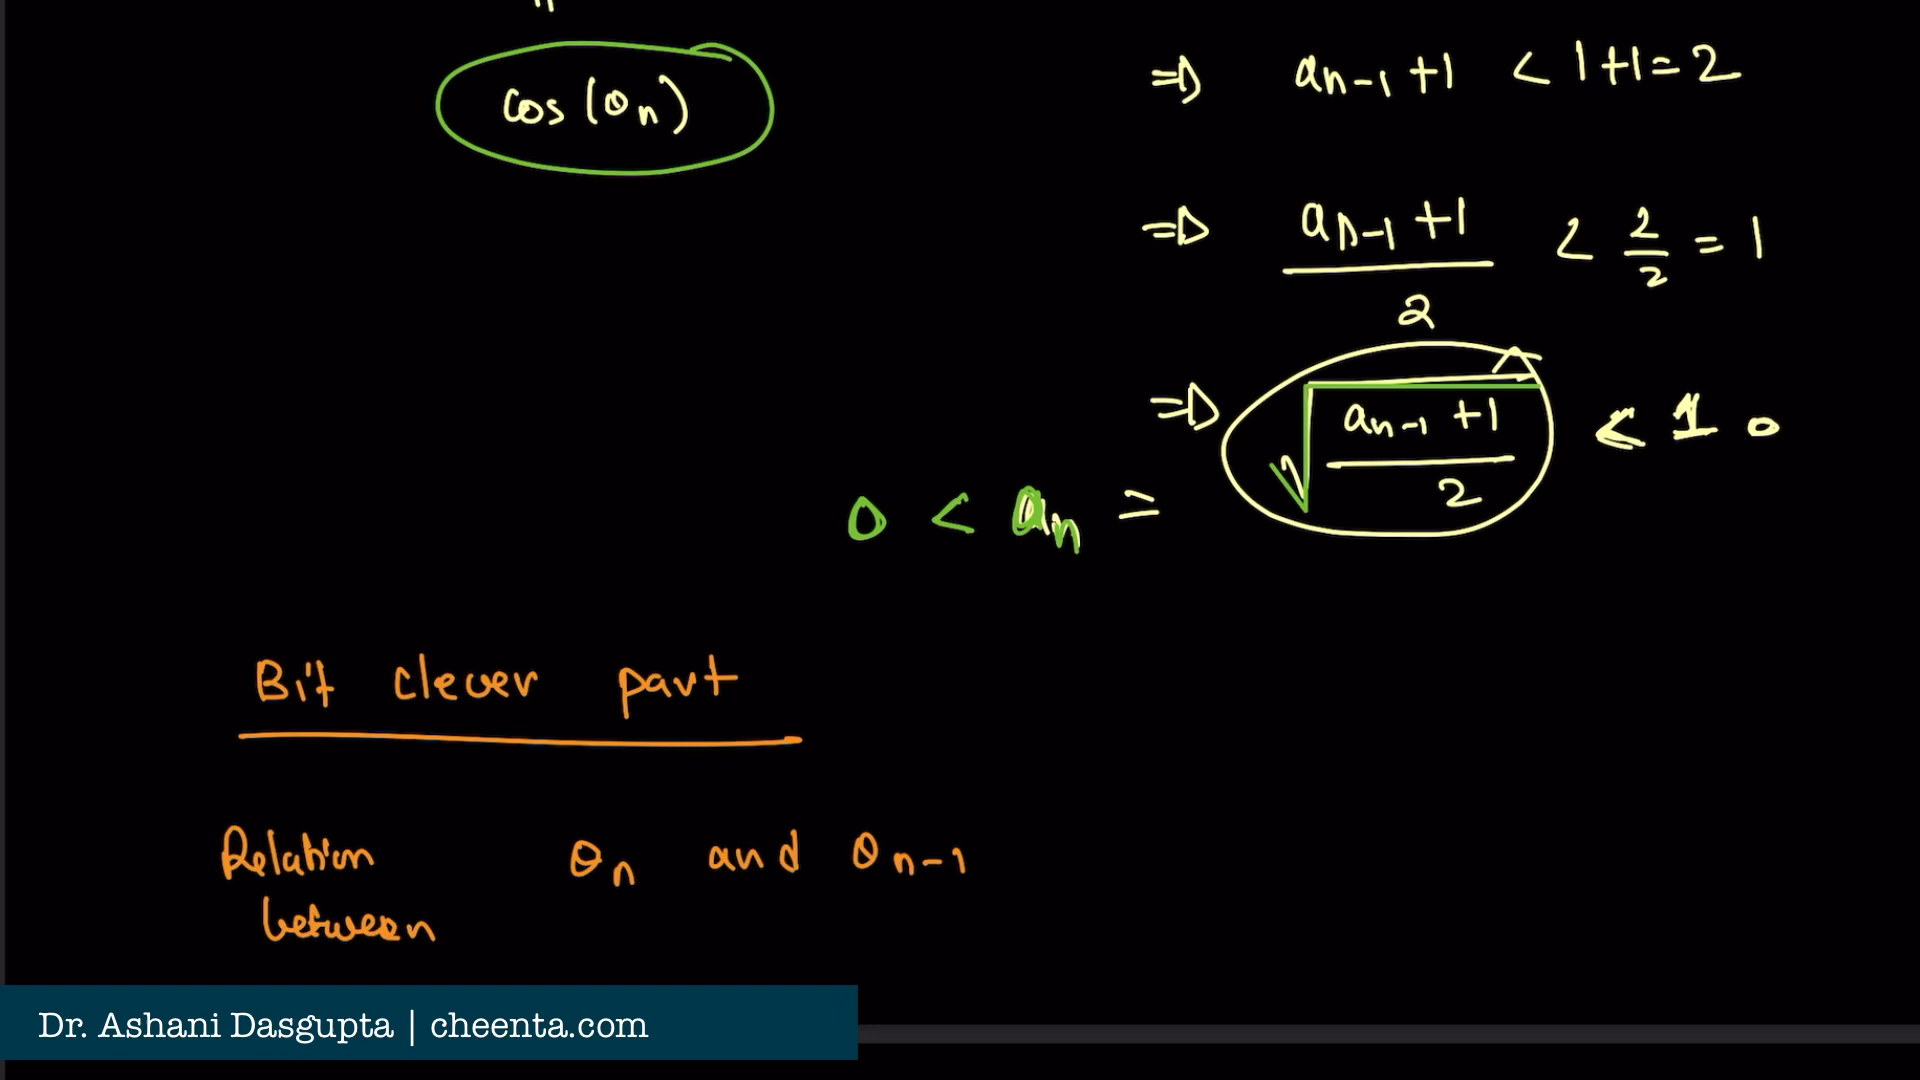 cos(θn)
⇒ an-1 +1 < 1+1=2
⇒ an-1 +1 / 2 < 2/2 = 1
⇒ √(an-1 +1 / 2) < 1
0 < an =
Bit clever part
Relation between θn and θn-1
Dr. Ashani Dasgupta | cheenta.com